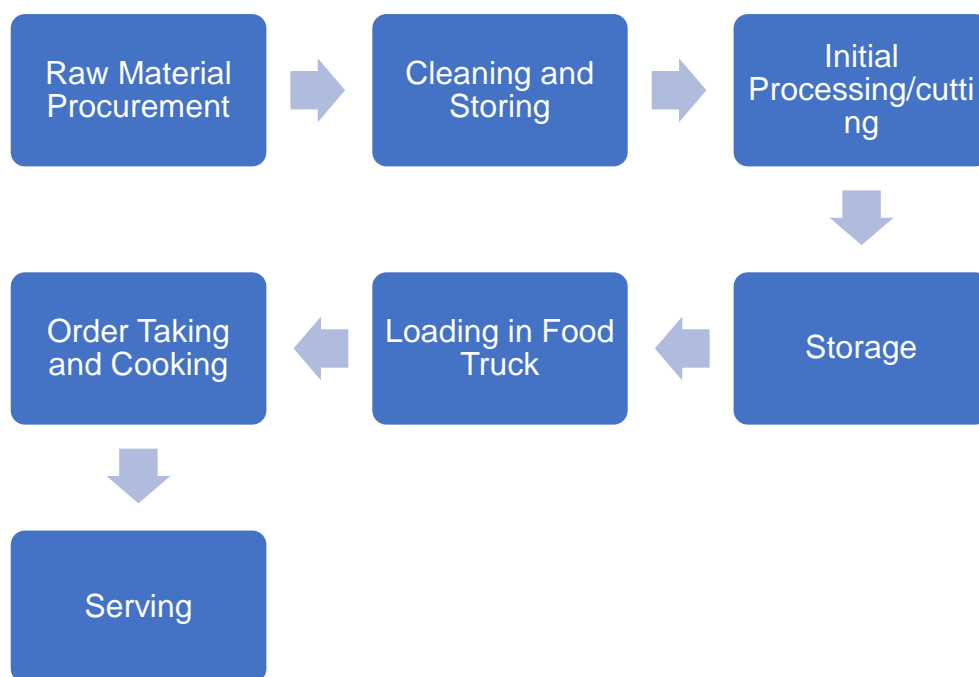 Raw Material
Procurement
Cleaning and
Storing
Initial
Processing/cutti
ng
Storage
Loading in Food
Truck
Order Taking
and Cooking
Serving